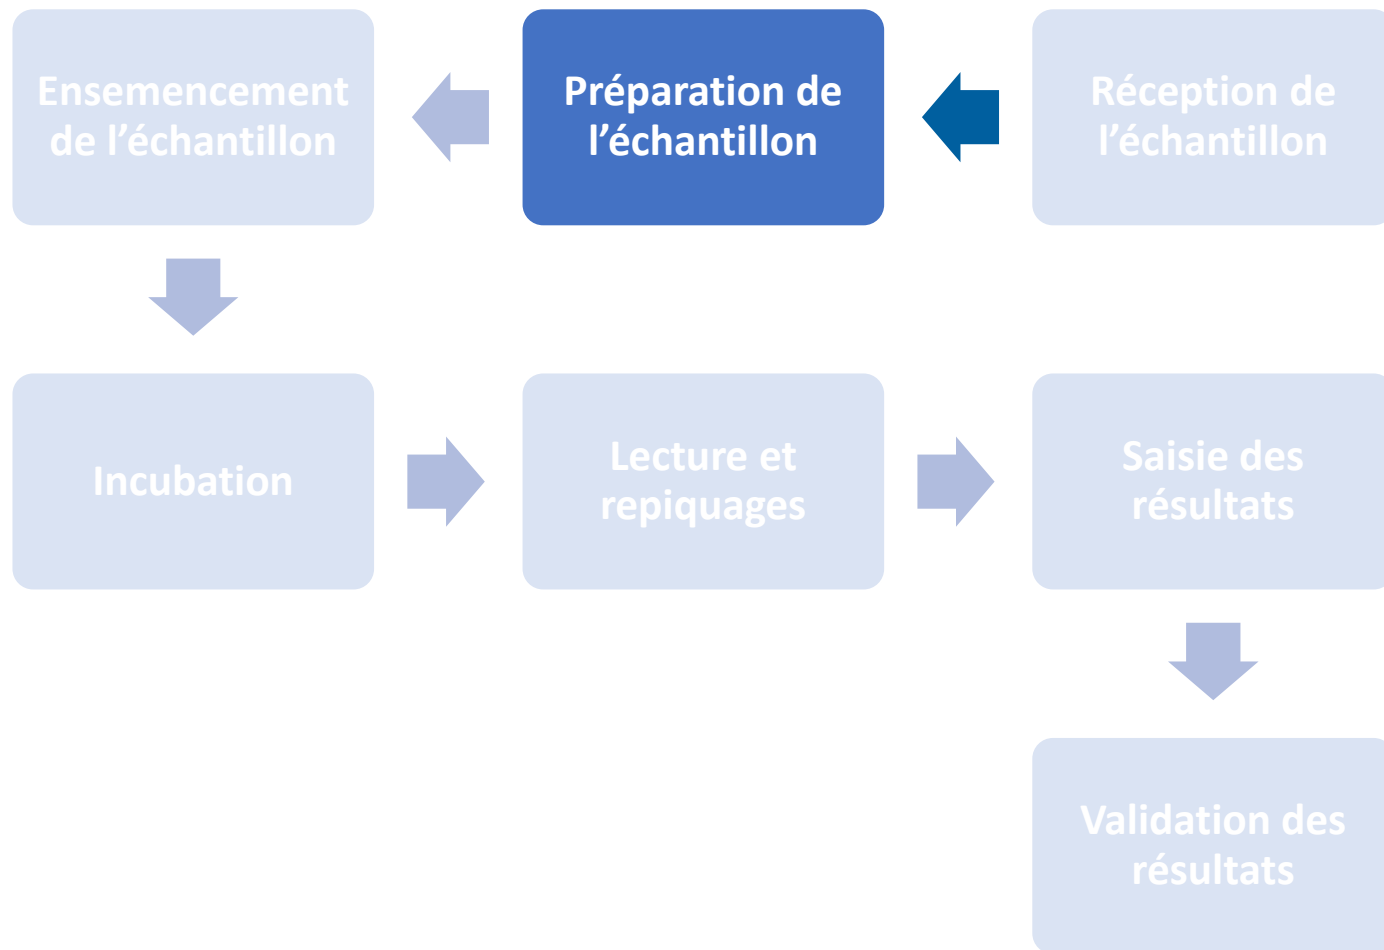 Ensemencement
de l’échantillon
Préparation de
l’échantillon
Réception de
l’échantillon
Incubation
Lecture et
repiquages
Saisie des
résultats
Validation des
résultats